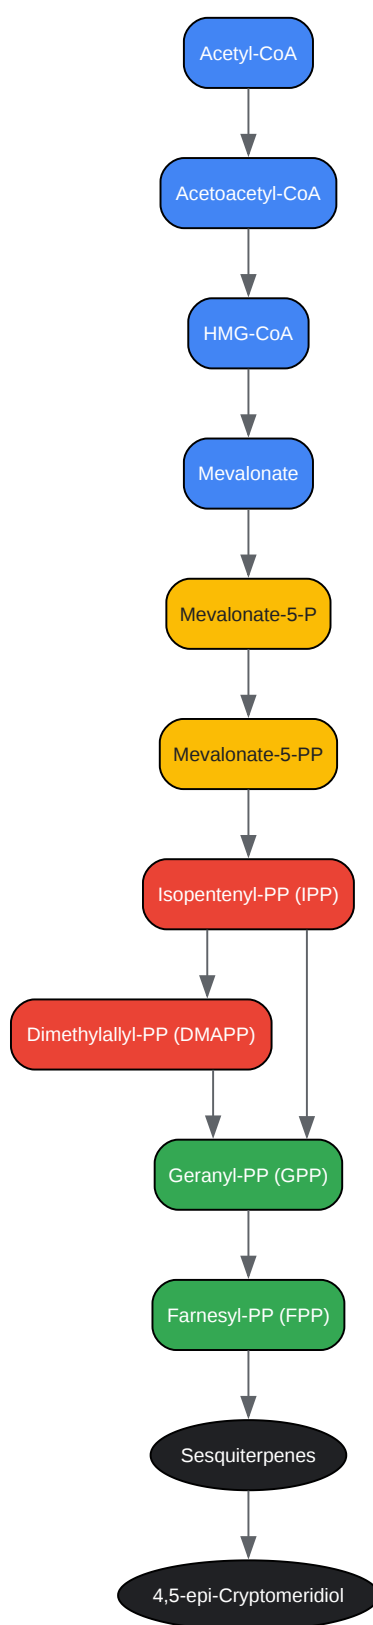 Acetyl-CoA
Acetoacetyl-CoA
HMG-CoA
Mevalonate
Mevalonate-5-P
Mevalonate-5-PP
Isopentenyl-PP (IPP)
Dimethylallyl-PP (DMAPP)
Geranyl-PP (GPP)
Farnesyl-PP (FPP)
Sesquiterpenes
4,5-epi-Cryptomeridiol